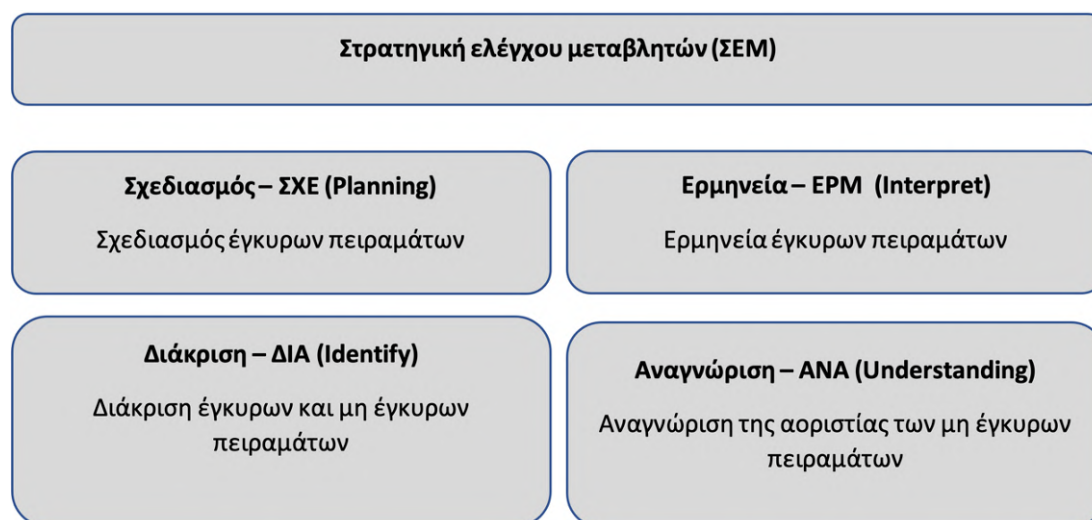 Στρατηγική ελέγχου μεταβλητών (ΣΕΜ)
Σχεδιασμός – ΣΧΕ (Planning)
Σχεδιασμός έγκυρων πειραμάτων
Ερμηνεία – ΕΡΜ (Interpret)
Ερμηνεία έγκυρων πειραμάτων
Διάκριση – ΔΙΑ (Identify)
Διάκριση έγκυρων και μη έγκυρων
πειραμάτων
Αναγνώριση – ΑΝΑ (Understanding)
Αναγνώριση της αοριστίας των μη έγκυρων
πειραμάτων